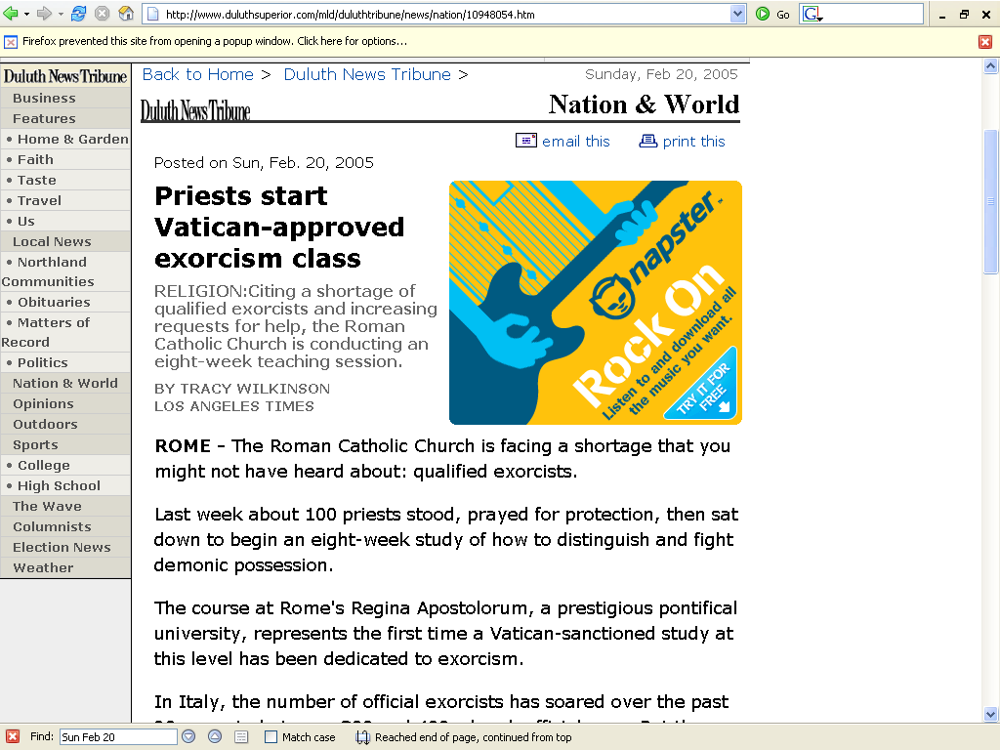 http://www.duluthsuperior.com/mld/duluthtribune/news/nation/10948054.htm
Go
G
Firefox prevented this site from opening a popup window. Click here for options...
Duluth News Tribune
Business
Features
• Home & Garden
• Faith
• Taste
• Travel
• Us
Local News
• Northland
Communities
• Obituaries
• Matters of
Record
• Politics
Nation & World
Opinions
Outdoors
Sports
• College
• High School
The Wave
Columnists
Election News
Weather
Back to Home > Duluth News Tribune >
Sunday, Feb 20, 2005
Duluth News Tribune
Nation & World
email this print this
Posted on Sun, Feb. 20, 2005
Priests start
Vatican-approved
exorcism class
RELIGION:Citing a shortage of
qualified exorcists and increasing
requests for help, the Roman
Catholic Church is conducting an
eight-week teaching session.
BY TRACY WILKINSON
LOS ANGELES TIMES
napster™
Rock On
Listen to and download all
the music you want.
TRY IT FOR
FREE
ROME - The Roman Catholic Church is facing a shortage that you
might not have heard about: qualified exorcists.
Last week about 100 priests stood, prayed for protection, then sat
down to begin an eight-week study of how to distinguish and fight
demonic possession.
The course at Rome's Regina Apostolorum, a prestigious pontifical
university, represents the first time a Vatican-sanctioned study at
this level has been dedicated to exorcism.
In Italy, the number of official exorcists has soared over the past
Find: Sun Feb 20
Match case
Reached end of page, continued from top